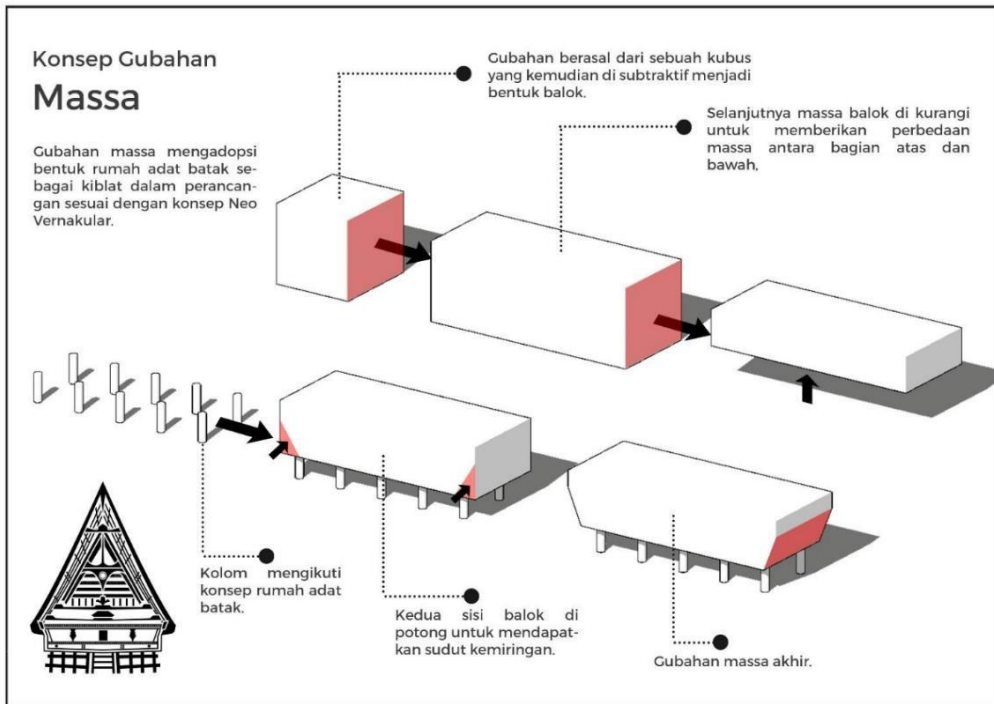 Konsep Gubahan
Massa
Gubahan massa mengadopsi
bentuk rumah adat batak se-
bagai kiblat dalam perancan-
gan sesuai dengan konsep Neo
Vernakular.
Gubahan berasal dari sebuah kubus
yang kemudian di subtraktif menjadi
bentuk balok.
Selanjutnya massa balok di kurangi
untuk memberikan perbedaan
massa antara bagian atas dan
bawah,
Kolom mengikuti
konsep rumah adat
batak.
Kedua sisi balok di
potong untuk mendapat-
kan sudut kemiringan.
Gubahan massa akhir.